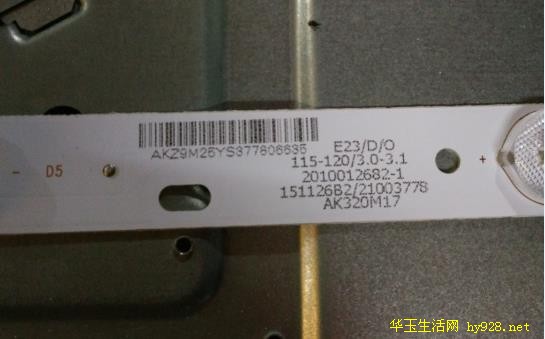 AKZ9M25YS377606635
E23/D/O
115-120/3.0-3.1
2010012682-1
151126B2/21003778
AK320M17
- D5
+
华玉生活网 hy928.net